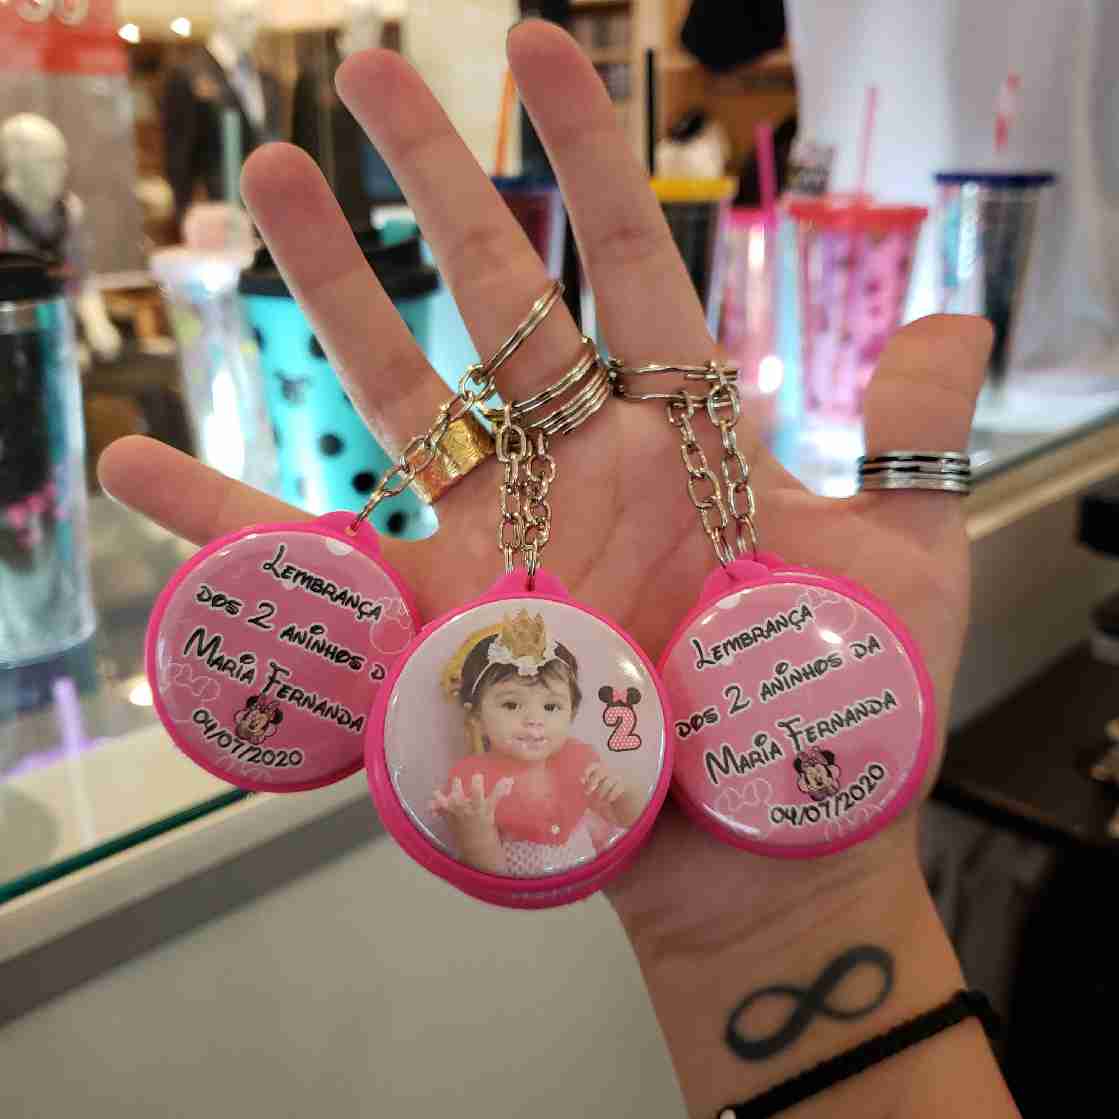 LEMBRANÇA
DOS 2 ANINHOS D
MARIA FERNANDA
04/07/2020
2
LEMBRANÇA
DOS 2 ANINHOS DA
MARIA FERNANDA
04/07/2020